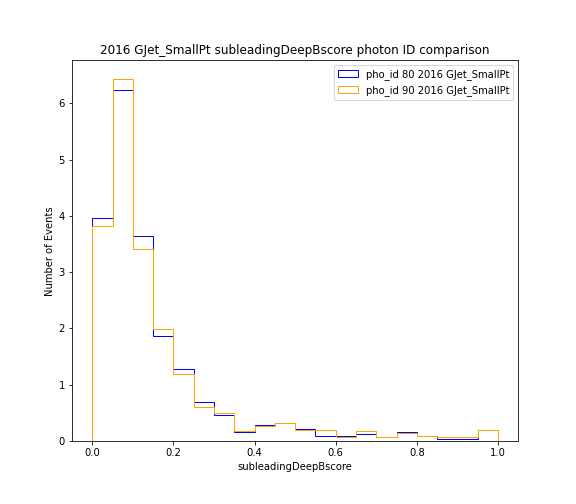 2016 GJet_SmallPt subleadingDeepBscore photon ID comparison
pho_id 80 2016 GJet_SmallPt
pho_id 90 2016 GJet_SmallPt
Number of Events
6
5
4
3
2
1
0
0.0 0.2 0.4 0.6 0.8 1.0
subleadingDeepBscore